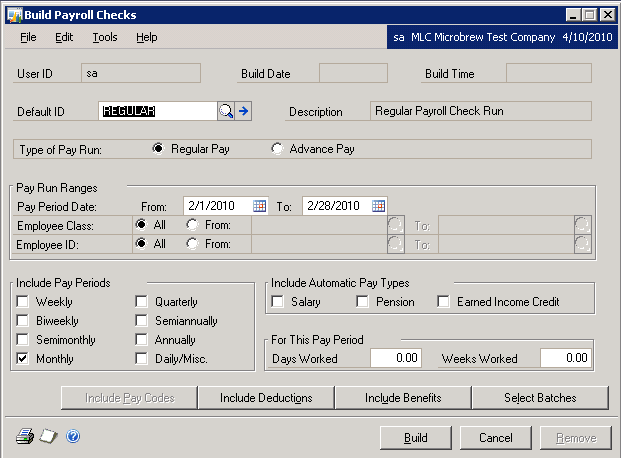 Build Payroll Checks
File Edit Tools Help sa MLC Microbrew Test Company 4/10/2010
User ID sa Build Date Build Time
Default ID REGULAR Description Regular Payroll Check Run
Type of Pay Run: Regular Pay Advance Pay
Pay Run Ranges
Pay Period Date: From: 2/1/2010 To: 2/28/2010
Employee Class: All From: To:
Employee ID: All From: To:
Include Pay Periods
Weekly Quarterly
Biweekly Semiannually
Semimonthly Annually
Monthly Daily/Misc.
Include Automatic Pay Types
Salary Pension Earned Income Credit
For This Pay Period
Days Worked 0.00 Weeks Worked 0.00
Include Pay Codes Include Deductions Include Benefits Select Batches
Build Cancel Remove